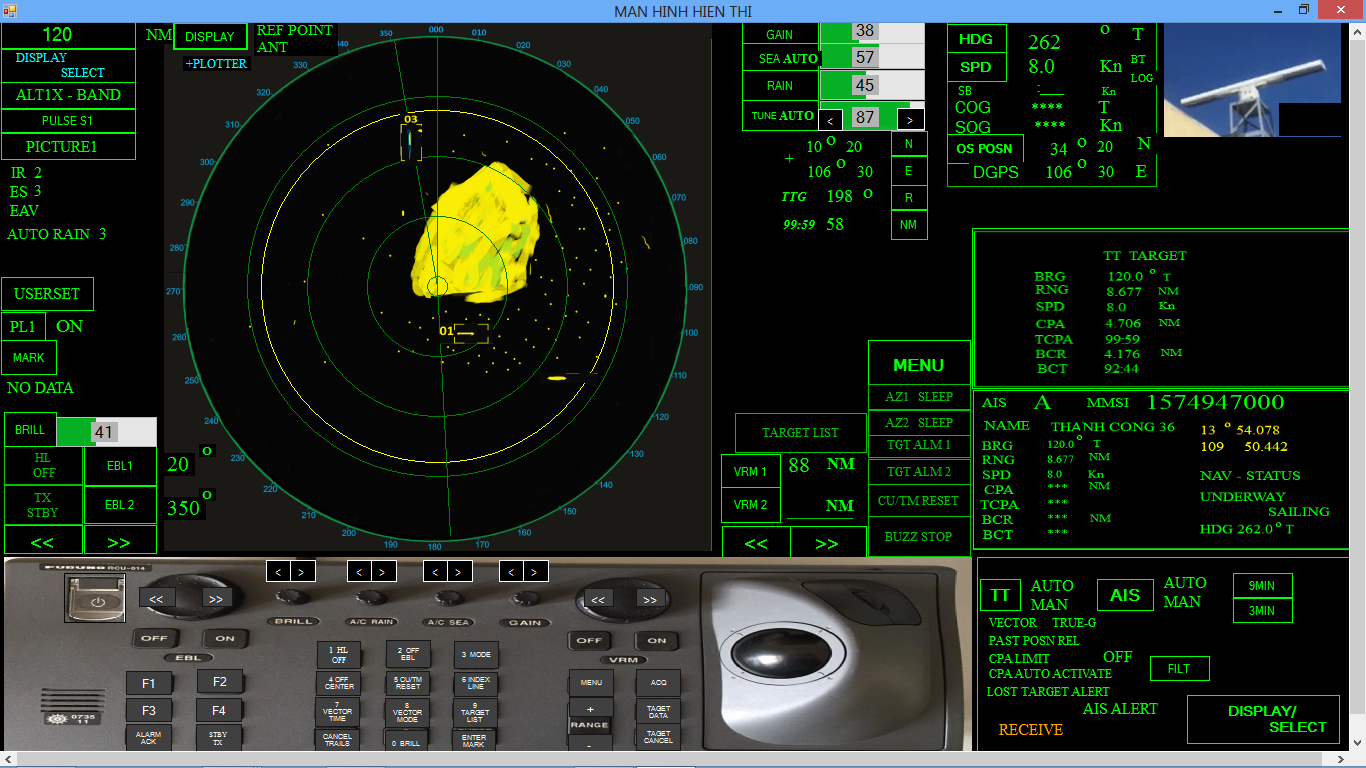 MAN HINH HIEN THI
120 NM
DISPLAY
REF POINT
ANT
+PLOTTER
DISPLAY
SELECT
ALT1X - BAND
PULSE S1
PICTURE1
IR 2
ES 3
EAV
AUTO RAIN 3
USERSET
PL1 ON
MARK
NO DATA
BRILL 41
HL
OFF
EBL1
TX
STBY
EBL 2
<< >>
20 °
350 °
350 000 010 020 030 040 050 060 070 080 090 100 110 120 130 140 150 160 170 180 190 200 210 220 230 240 250 260 270 280 290 300 310 320 330 340
03
01
GAIN 38
SEA AUTO 57
RAIN 45
TUNE AUTO < 87 >
+
10 ° 20 N
106 ° 30 E
TTG 198 ° R
99:59 58 NM
HDG 262 ° T
SPD 8.0 Kn BT
LOG
SB -.___ Kn
COG **** T
SOG **** Kn
OS POSN 34 ° 20 N
DGPS 106 ° 30 E
TT TARGET
BRG 120.0 ° T
RNG 8.677 NM
SPD 8.0 Kn
CPA 4.706 NM
TCPA 99:59
BCR 4.176 NM
BCT 92:44
MENU
AZ1 SLEEP
AZ2 SLEEP
TGT ALM 1
TGT ALM 2
CU/TM RESET
BUZZ STOP
TARGET LIST
VRM 1 88 NM
VRM 2 NM
<< >>
AIS A MMSI 1574947000
NAME THANH CONG 36
BRG 120.0 ° T
RNG 8.677 NM
SPD 8.0 Kn
CPA *** NM
TCPA ***
BCR *** NM
BCT ***
13 ° 54.078
109 50.442
NAV - STATUS
UNDERWAY
SAILING
HDG 262.0 ° T
FURUNO RCU-014
<< >>
< > < > < > < >
<< >>
BRILL A/C RAIN A/C SEA GAIN
OFF ON
EBL
OFF ON
VRM
F1 F2
F3 F4
ALARM
ACK
STBY
TX
1 HL
OFF
2 OFF
EBL
3 MODE
4 OFF
CENTER
5 CU/TM
RESET
6 INDEX
LINE
7
VECTOR
TIME
8
VECTOR
MODE
9
TARGET
LIST
CANCEL
TRAILS
0 BRILL
ENTER
MARK
MENU
ACQ
+
RANGE
-
TAGET
DATA
TAGET
CANCEL
0735
11
TT
AUTO
MAN
AIS
AUTO
MAN
9MIN
3MIN
VECTOR TRUE-G
PAST POSN REL
CPA LIMIT OFF
CPA AUTO ACTIVATE
FILT
LOST TARGET ALERT
AIS ALERT
RECEIVE
DISPLAY/
SELECT